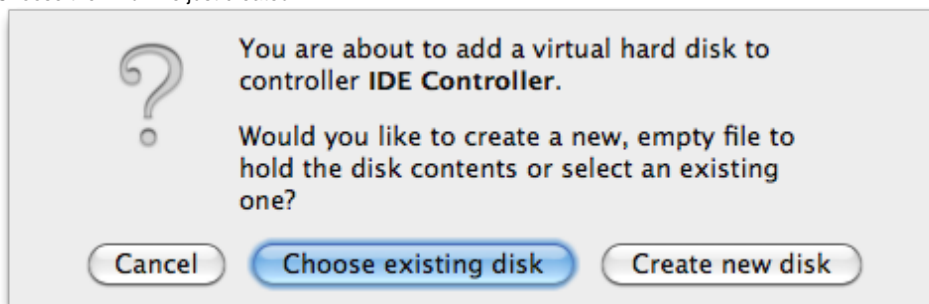 You are about to add a virtual hard disk to
controller IDE Controller.
Would you like to create a new, empty file to
hold the disk contents or select an existing
one?
Cancel
Choose existing disk
Create new disk